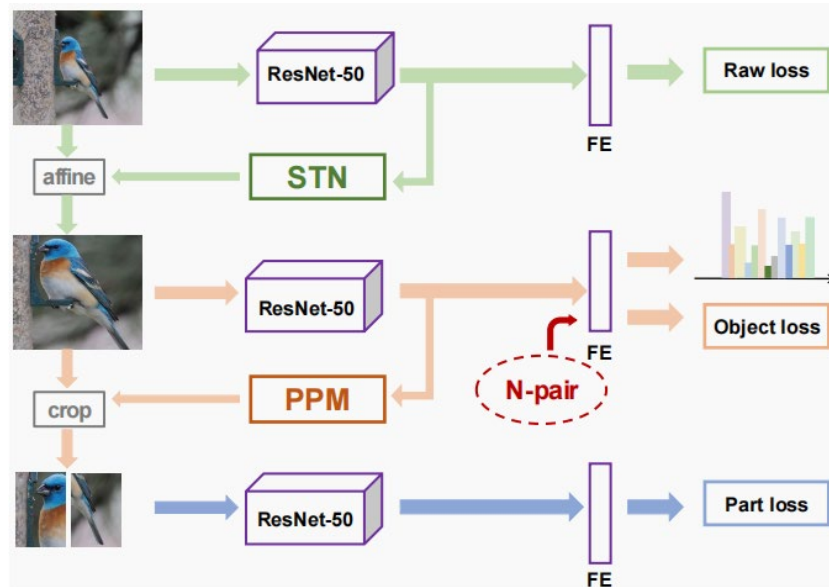 ResNet-50
Raw loss
FE
affine
STN
ResNet-50
FE
Object loss
N-pair
crop
PPM
ResNet-50
Part loss
FE